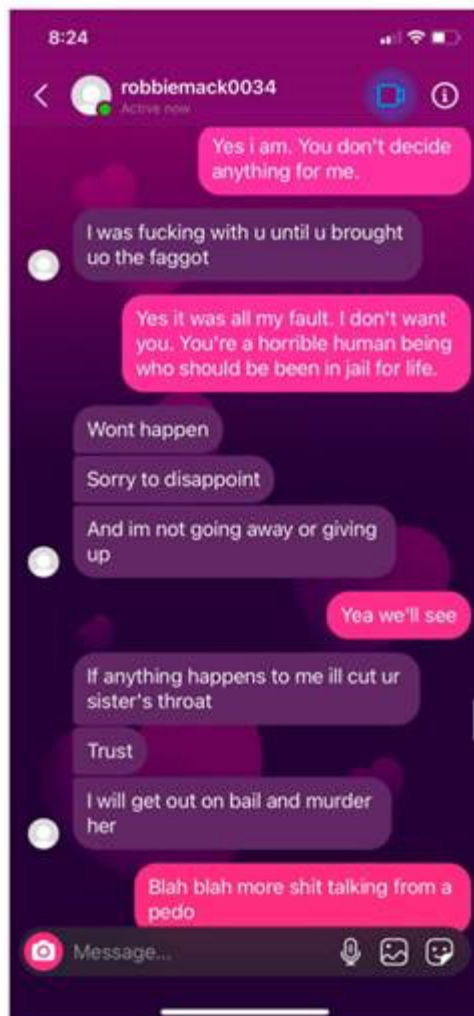 8:24
robbiemack0034
Active now
Yes i am. You don't decide
anything for me.
I was fucking with u until u brought
uo the faggot
Yes it was all my fault. I don't want
you. You're a horrible human being
who should be been in jail for life.
Wont happen
Sorry to disappoint
And im not going away or giving
up
Yea we'll see
If anything happens to me ill cut ur
sister's throat
Trust
I will get out on bail and murder
her
Blah blah more shit talking from a
pedo
Message...